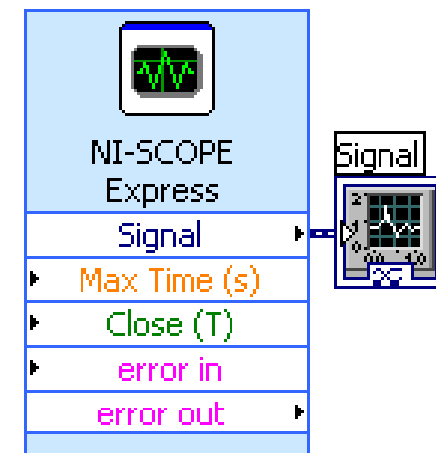 NI-SCOPE
Express
Signal
Signal
Max Time (s)
Close (T)
error in
error out